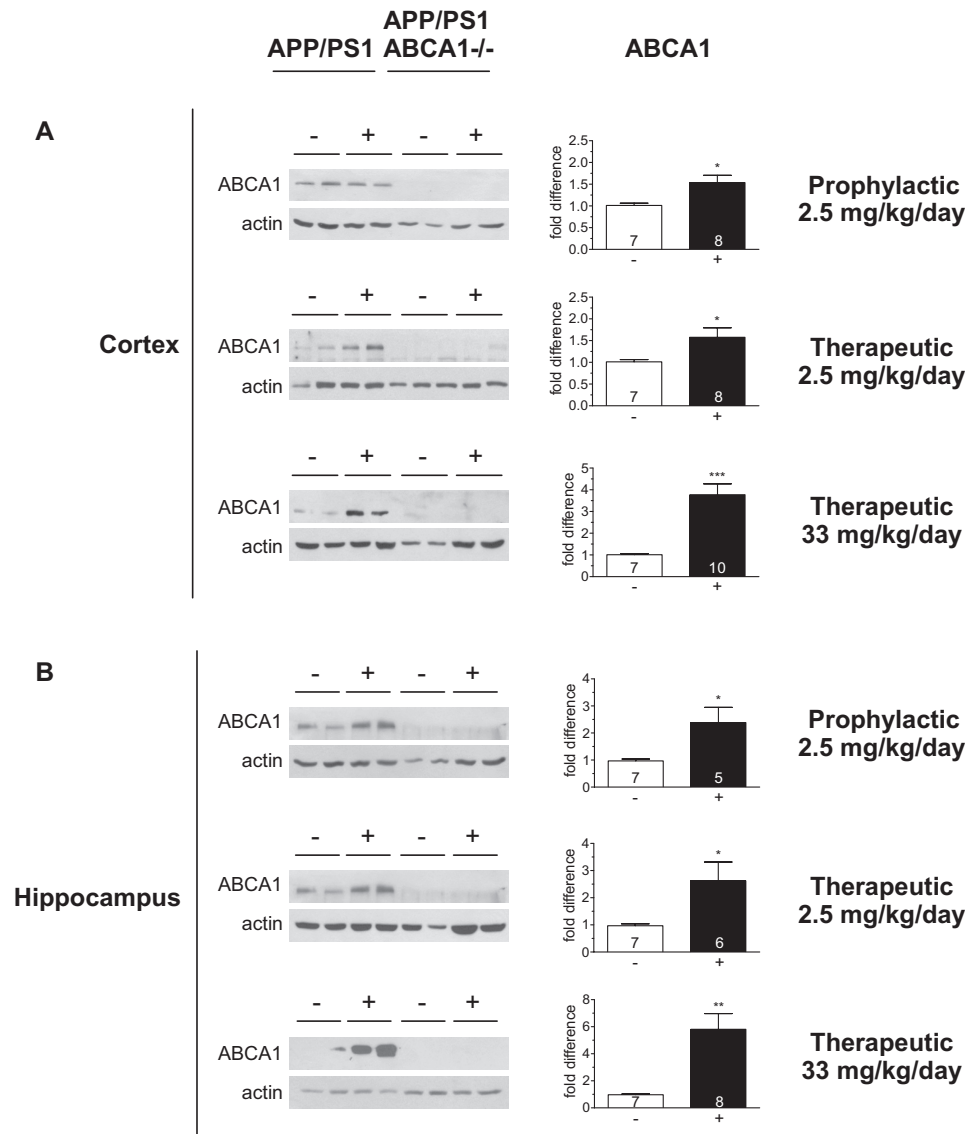 APP/PS1
APP/PS1
ABCA1-/-
ABCA1
A
Cortex
- + - +
ABCA1
actin
fold difference
2.5
2.0
1.5
1.0
0.5
0.0
*
7 8
- +
Prophylactic
2.5 mg/kg/day
- + - +
ABCA1
actin
fold difference
2.5
2.0
1.5
1.0
0.5
0.0
*
7 8
- +
Therapeutic
2.5 mg/kg/day
- + - +
ABCA1
actin
fold difference
5
4
3
2
1
0
***
7 10
- +
Therapeutic
33 mg/kg/day
B
Hippocampus
- + - +
ABCA1
actin
fold difference
4
3
2
1
0
*
7 5
- +
Prophylactic
2.5 mg/kg/day
- + - +
ABCA1
actin
fold difference
4
3
2
1
0
*
7 6
- +
Therapeutic
2.5 mg/kg/day
- + - +
ABCA1
actin
fold difference
8
6
4
2
0
**
7 8
- +
Therapeutic
33 mg/kg/day